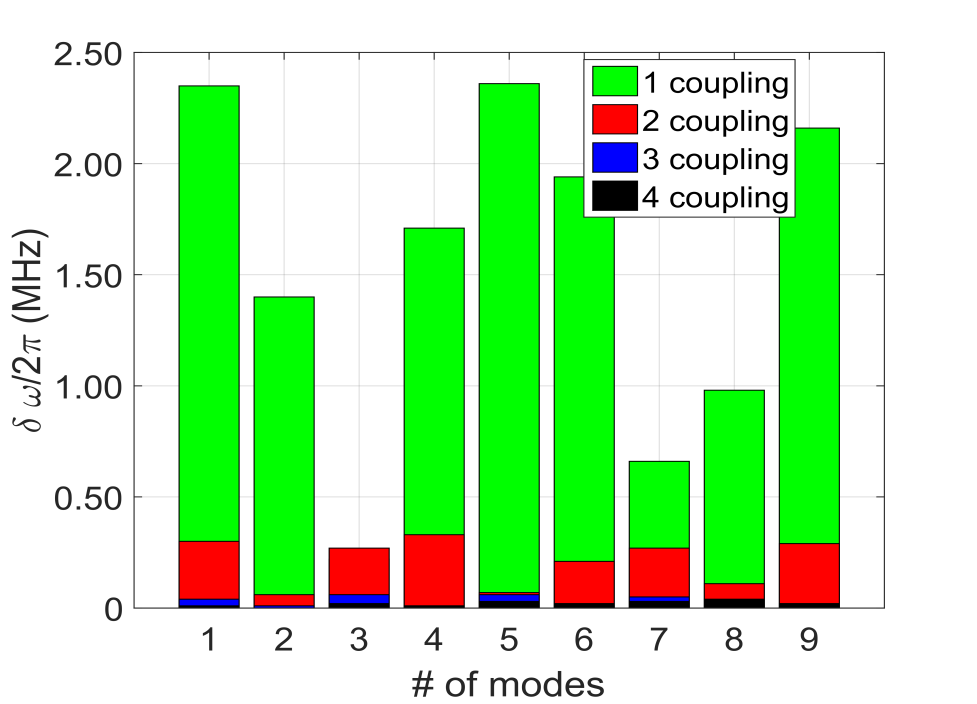 2.50
2.00
1.50
1.00
0.50
0
δ ω/2π (MHz)
1 coupling
2 coupling
3 coupling
4 coupling
1 2 3 4 5 6 7 8 9
# of modes